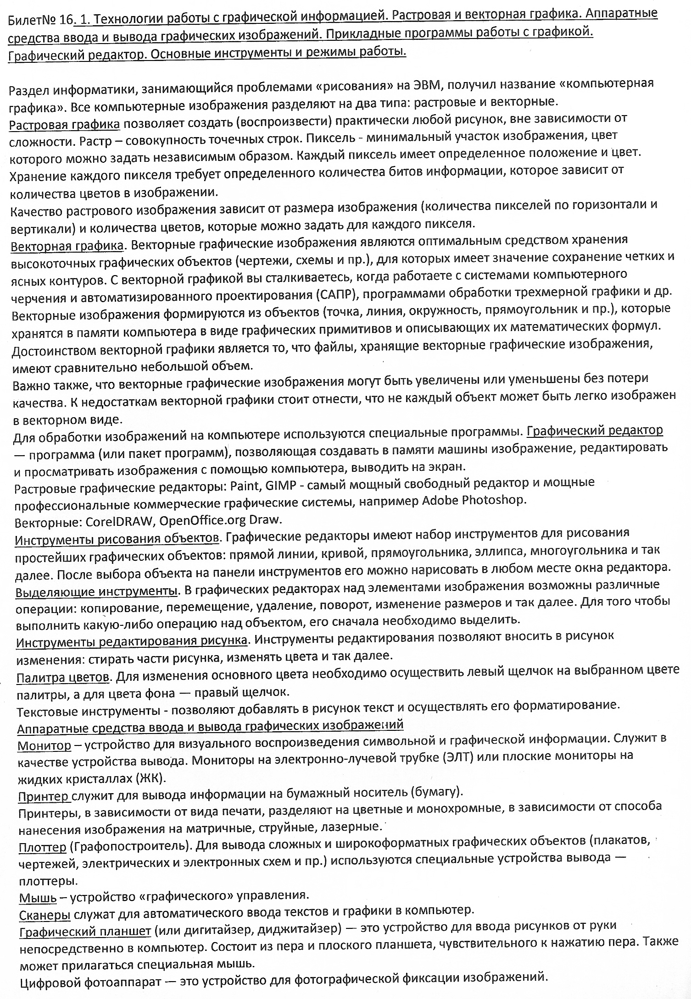 Билет№ 16. 1. Технологии работы с графической информацией. Растровая и векторная графика. Аппаратные
средства ввода и вывода графических изображений. Прикладные программы работы с графикой.
Графический редактор. Основные инструменты и режимы работы.
Раздел информатики, занимающийся проблемами «рисования» на ЭВМ, получил название «компьютерная
графика». Все компьютерные изображения разделяют на два типа: растровые и векторные.
Растровая графика позволяет создать (воспроизвести) практически любой рисунок, вне зависимости от
сложности. Растр – совокупность точечных строк. Пиксель - минимальный участок изображения, цвет
которого можно задать независимым образом. Каждый пиксель имеет определенное положение и цвет.
Хранение каждого пикселя требует определенного количества битов информации, которое зависит от
количества цветов в изображении.
Качество растрового изображения зависит от размера изображения (количества пикселей по горизонтали и
вертикали) и количества цветов, которые можно задать для каждого пикселя.
Векторная графика. Векторные графические изображения являются оптимальным средством хранения
высокоточных графических объектов (чертежи, схемы и пр.), для которых имеет значение сохранение четких и
ясных контуров. С векторной графикой вы сталкиваетесь, когда работаете с системами компьютерного
черчения и автоматизированного проектирования (САПР), программами обработки трехмерной графики и др.
Векторные изображения формируются из объектов (точка, линия, окружность, прямоугольник и пр.), которые
хранятся в памяти компьютера в виде графических примитивов и описывающих их математических формул.
Достоинством векторной графики является то, что файлы, хранящие векторные графические изображения,
имеют сравнительно небольшой объем.
Важно также, что векторные графические изображения могут быть увеличены или уменьшены без потери
качества. К недостаткам векторной графики стоит отнести, что не каждый объект может быть легко изображен
в векторном виде.
Для обработки изображений на компьютере используются специальные программы. Графический редактор
— программа (или пакет программ), позволяющая создавать в памяти машины изображение, редактировать
и просматривать изображения с помощью компьютера, выводить на экран.
Растровые графические редакторы: Paint, GIMP - самый мощный свободный редактор и мощные
профессиональные коммерческие графические системы, например Adobe Photoshop.
Векторные: CorelDRAW, OpenOffice.org Draw.
Инструменты рисования объектов. Графические редакторы имеют набор инструментов для рисования
простейших графических объектов: прямой линии, кривой, прямоугольника, эллипса, многоугольника и так
далее. После выбора объекта на панели инструментов его можно нарисовать в любом месте окна редактора.
Выделяющие инструменты. В графических редакторах над элементами изображения возможны различные
операции: копирование, перемещение, удаление, поворот, изменение размеров и так далее. Для того чтобы
выполнить какую-либо операцию над объектом, его сначала необходимо выделить.
Инструменты редактирования рисунка. Инструменты редактирования позволяют вносить в рисунок
изменения: стирать части рисунка, изменять цвета и так далее.
Палитра цветов. Для изменения основного цвета необходимо осуществить левый щелчок на выбранном цвете
палитры, а для цвета фона — правый щелчок.
Текстовые инструменты - позволяют добавлять в рисунок текст и осуществлять его форматирование.
Аппаратные средства ввода и вывода графических изображений
Монитор – устройство для визуального воспроизведения символьной и графической информации. Служит в
качестве устройства вывода. Мониторы на электронно-лучевой трубке (ЭЛТ) или плоские мониторы на
жидких кристаллах (ЖК).
Принтер служит для вывода информации на бумажный носитель (бумагу).
Принтеры, в зависимости от вида печати, разделяют на цветные и монохромные, в зависимости от способа
нанесения изображения на матричные, струйные, лазерные.
Плоттер (Графопостроитель). Для вывода сложных и широкоформатных графических объектов (плакатов,
чертежей, электрических и электронных схем и пр.) используются специальные устройства вывода —
плоттеры.
Мышь – устройство «графического» управления.
Сканеры служат для автоматического ввода текстов и графики в компьютер.
Графический планшет (или дигитайзер, диджитайзер) — это устройство для ввода рисунков от руки
непосредственно в компьютер. Состоит из пера и плоского планшета, чувствительного к нажатию пера. Также
может прилагаться специальная мышь.
Цифровой фотоаппарат — это устройство для фотографической фиксации изображений.